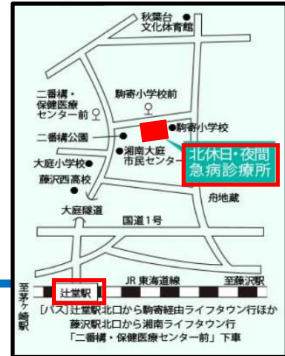 秋葉台
文化体育館
二番構・
保健医療
センター前
駒寄小学校前
駒寄小学校
二番構公園
湘南大庭
市民センター
北休日・夜間
急病診療所
大庭小学校
藤沢西高校
舟地蔵
大庭隧道
国道1号
至茅ヶ崎駅
辻堂駅
JR東海道線
至藤沢駅
[バス]辻堂駅北口から駒寄経由ライフタウン行ほか
藤沢駅北口から湘南ライフタウン行
「二番構・保健医療センター前」下車